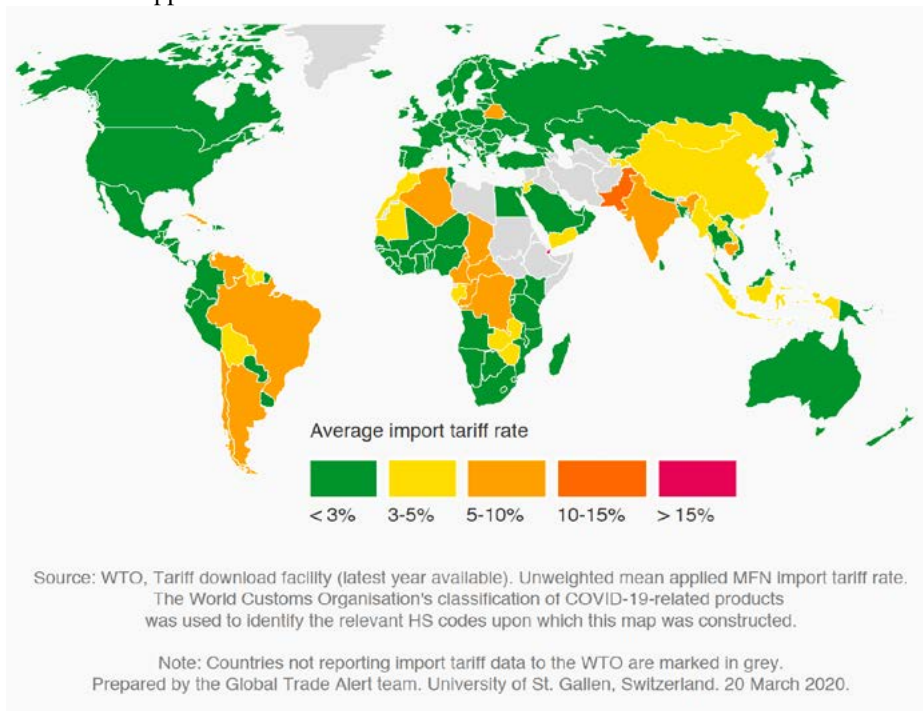 Average import tariff rate
< 3% 3-5% 5-10% 10-15% > 15%
Source: WTO, Tariff download facility (latest year available). Unweighted mean applied MFN import tariff rate.
The World Customs Organisation's classification of COVID-19-related products
was used to identify the relevant HS codes upon which this map was constructed.
Note: Countries not reporting import tariff data to the WTO are marked in grey.
Prepared by the Global Trade Alert team. University of St. Gallen, Switzerland. 20 March 2020.